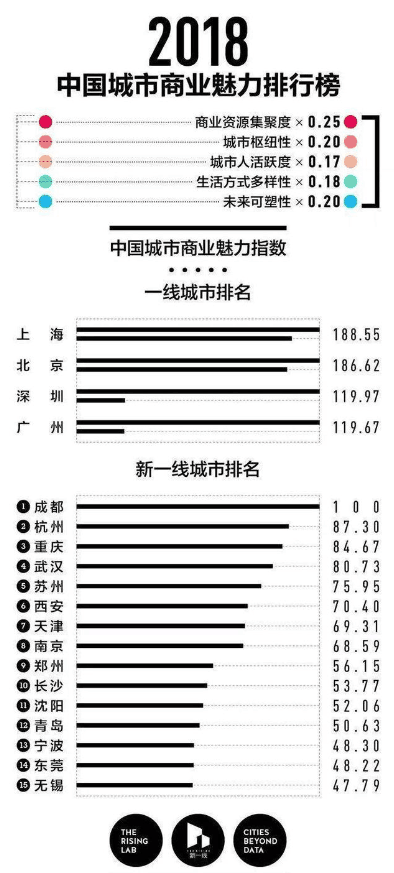 2018
中国城市商业魅力排行榜
商业资源集聚度 × 0.25
城市枢纽性 × 0.20
城市人活跃度 × 0.17
生活方式多样性 × 0.18
未来可塑性 × 0.20
中国城市商业魅力指数
一线城市排名
上 海 188.55
北 京 186.62
深 圳 119.97
广 州 119.67
新一线城市排名
1 成都 100
2 杭州 87.30
3 重庆 84.67
4 武汉 80.73
5 苏州 75.95
6 西安 70.40
7 天津 69.31
8 南京 68.59
9 郑州 56.15
10 长沙 53.77
11 沈阳 52.06
12 青岛 50.63
13 宁波 48.30
14 东莞 48.22
15 无锡 47.79
THE
RISING
LAB
新一线
CITIES
BEYOND
DATA